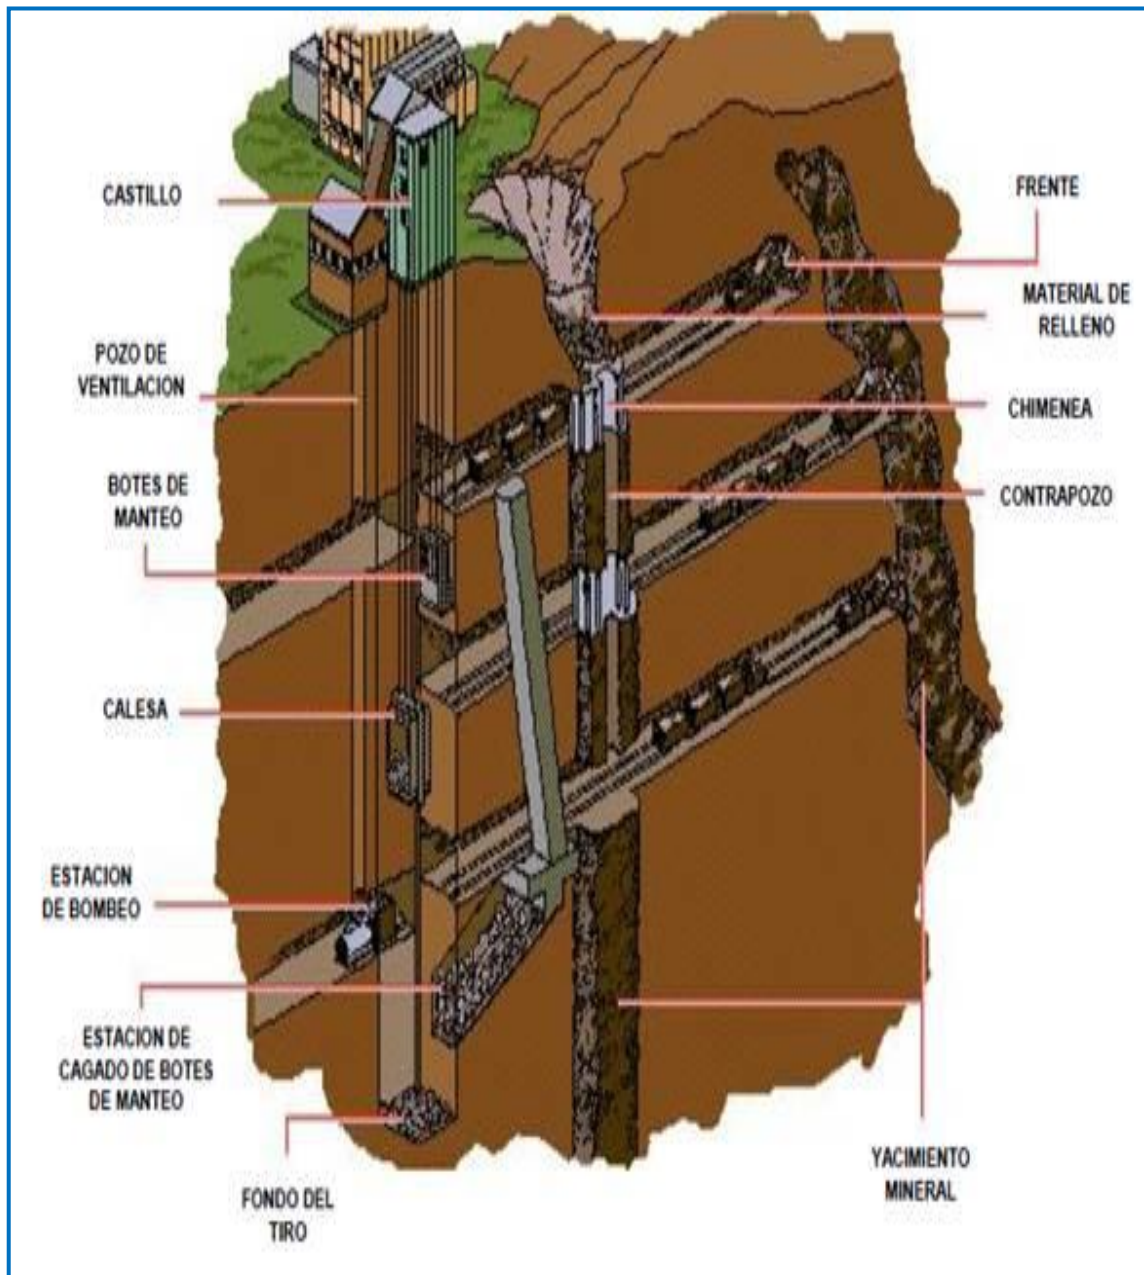 CASTILLO
POZO DE
VENTILACION
BOTES DE
MANTEO
CALESA
ESTACION
DE BOMBEO
ESTACION DE
CAGADO DE BOTES
DE MANTEO
FONDO DEL
TIRO
FRENTE
MATERIAL DE
RELLENO
CHIMENEA
CONTRAPOZO
YACIMIENTO
MINERAL